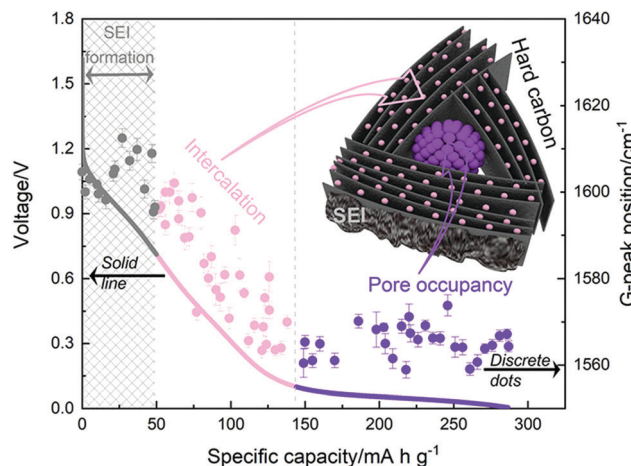 1.8
1.5
1.2
0.9
0.6
0.3
0.0
Voltage/V
0
50
100
150
200
250
300
Specific capacity/mA h g⁻¹
1640
1620
1600
1580
1560
G-peak position/cm⁻¹
SEI
formation
Intercalation
Hard carbon
SEI
Pore occupancy
Solid
line
Discrete
dots